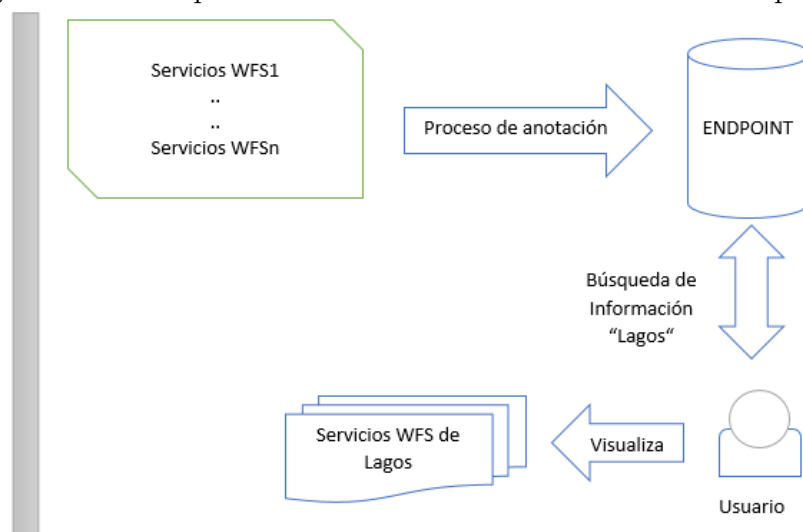 Servicios WFS1
..
..
Servicios WFSn
Proceso de anotación
ENDPOINT
Búsqueda de
Información
“Lagos“
Servicios WFS de
Lagos
Visualiza
Usuario